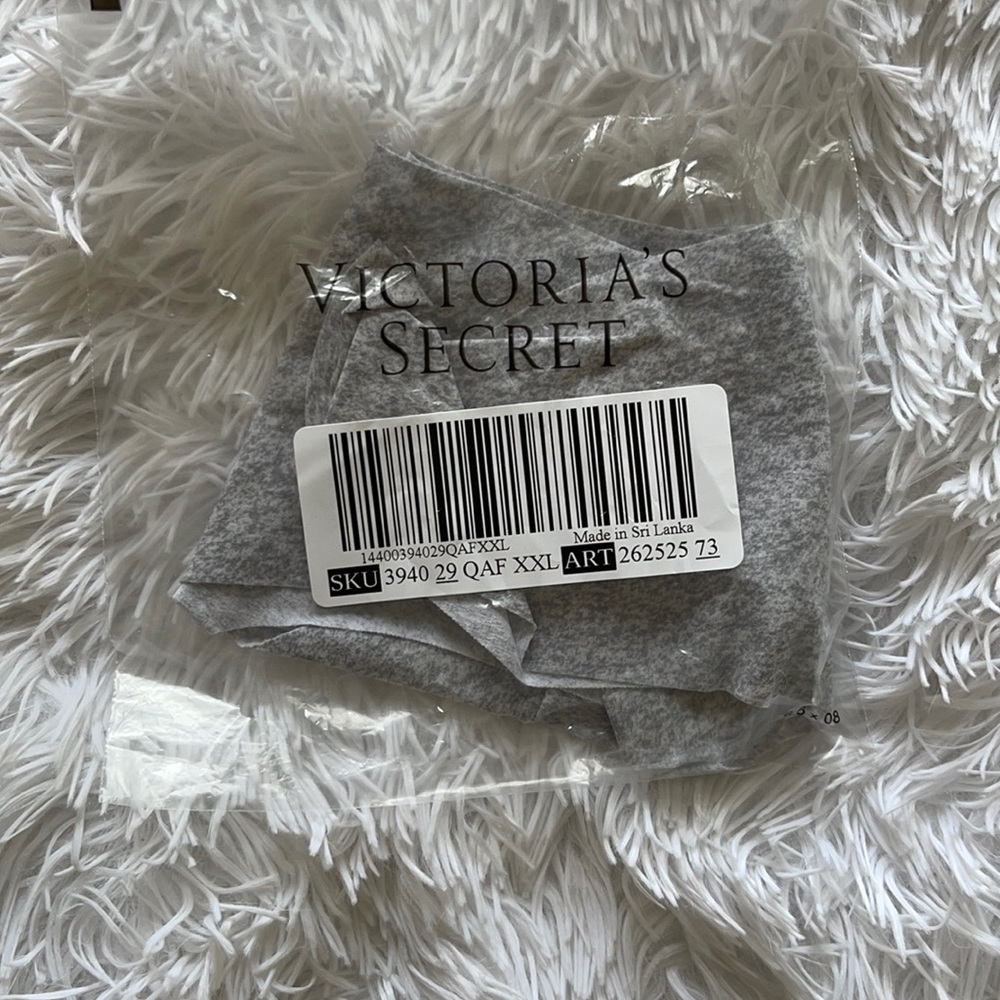 VICTORIA'S
SECRET
Made in Sri Lanka
14400394029QAFXXL
SKU 3940 29 QAF XXL ART 262525 73